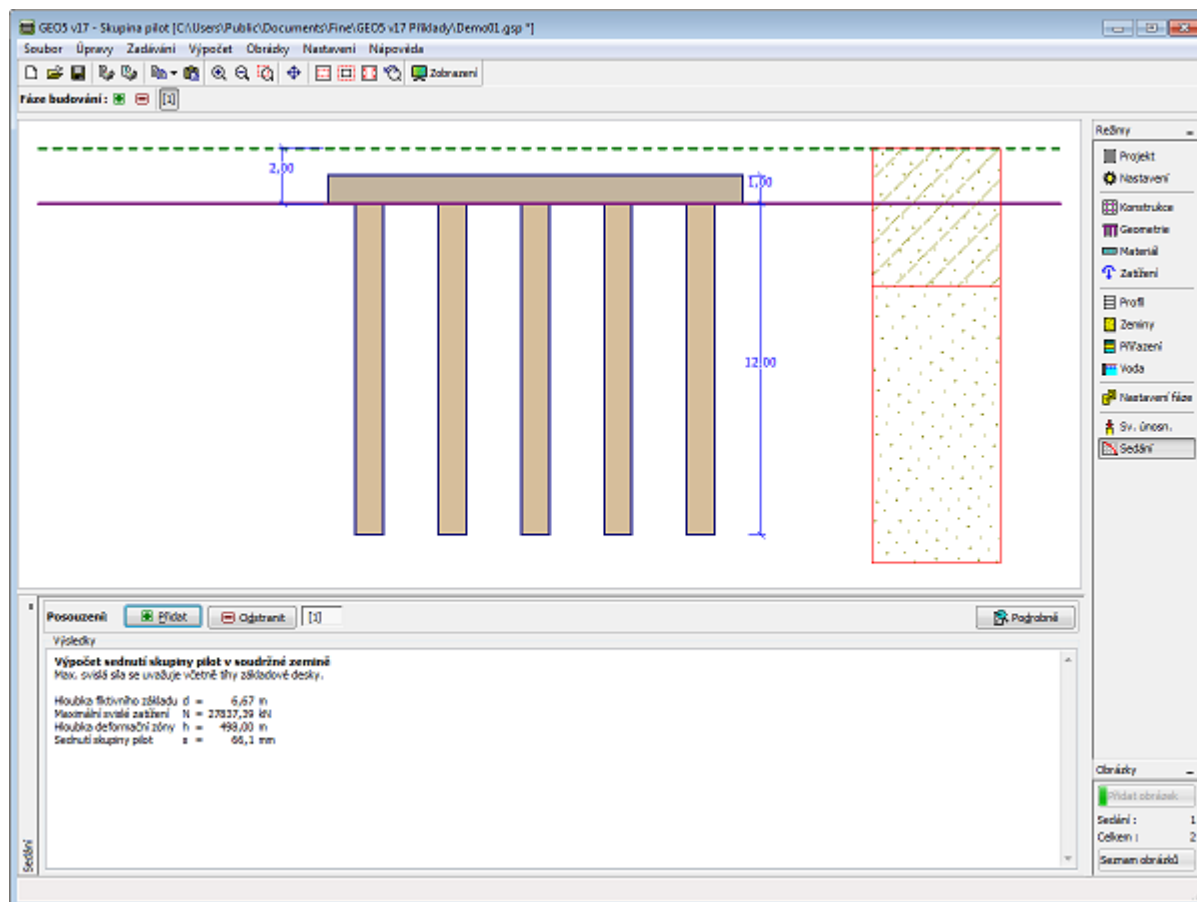 GEO5 v17 - Skupina pilot [C:\Users\Public\Documents\Fine\GEO5 v17 Příklady\Demo01.gsp *]
Soubor Úpravy Zadávání Výpočet Obrázky Nastavení Nápověda
Zobrazení
Fáze budování : [1]
2,00
1,00
12,00
Režimy
Projekt
Nastavení
Konstrukce
Geometrie
Materiál
Zatížení
Profil
Zeminy
Přiřazení
Voda
Nastavení fáze
Sv. únosn.
Sedání
Posouzení: Přidat Odstranit [1] Podrobně
Výsledky
Výpočet sednutí skupiny pilot v soudržné zemině
Max. svislá síla se uvažuje včetně tíhy základové desky.
Hloubka fiktivního základu d = 6,67 m
Maximální svislé zatížení N = 27837,39 kN
Hloubka deformační zóny h = 498,00 m
Sednutí skupiny pilot s = 66,1 mm
Sedání
Obrázky
Přidat obrázek
Sedání : 1
Celkem : 2
Seznam obrázků